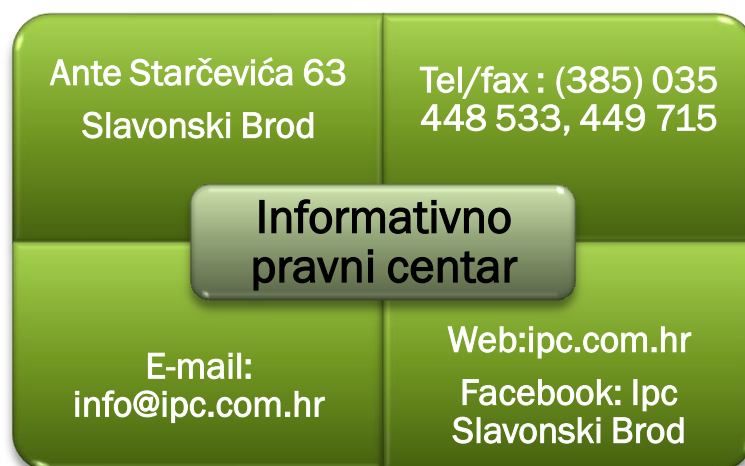 Ante Starčevića 63
Slavonski Brod
Tel/fax : (385) 035
448 533, 449 715
Informativno
pravni centar
E-mail:
info@ipc.com.hr
Web:ipc.com.hr
Facebook: Ipc
Slavonski Brod